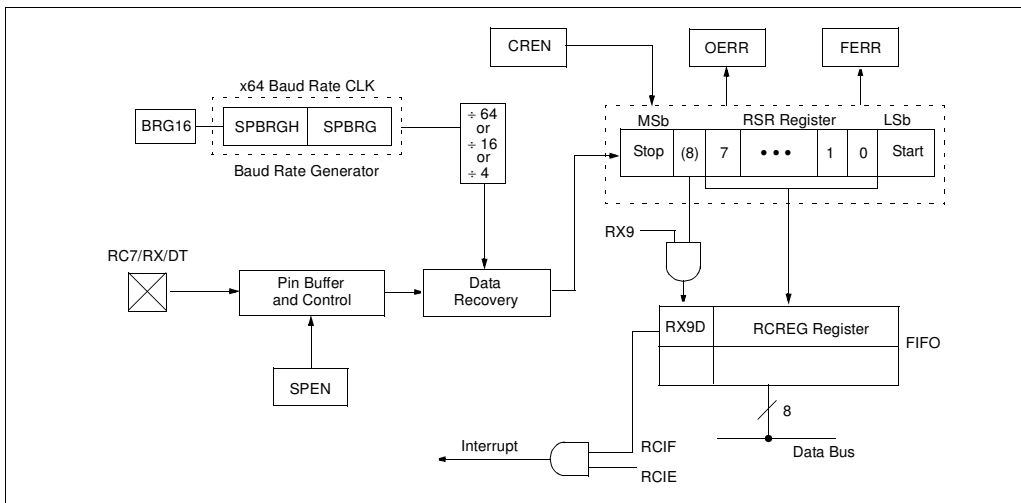 CREN
OERR
FERR
x64 Baud Rate CLK
BRG16
SPBRGH
SPBRG
Baud Rate Generator
÷ 64
or
÷ 16
or
÷ 4
MSb
RSR Register
LSb
Stop
(8)
7
• • •
1
0
Start
RX9
RC7/RX/DT
Pin Buffer
and Control
Data
Recovery
SPEN
RX9D
RCREG Register
FIFO
8
Data Bus
Interrupt
RCIF
RCIE